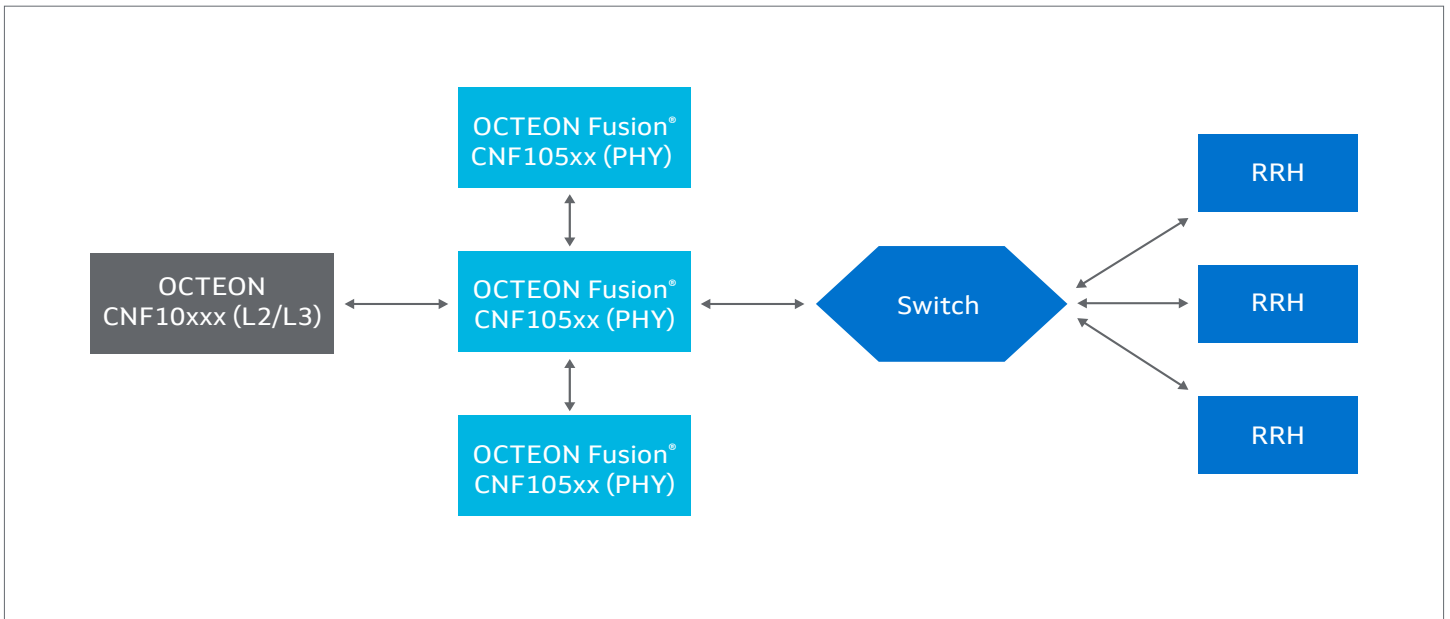 OCTEON Fusion®
CNF105xx (PHY)
OCTEON
CNF10xxx (L2/L3)
OCTEON Fusion®
CNF105xx (PHY)
OCTEON Fusion®
CNF105xx (PHY)
Switch
RRH
RRH
RRH